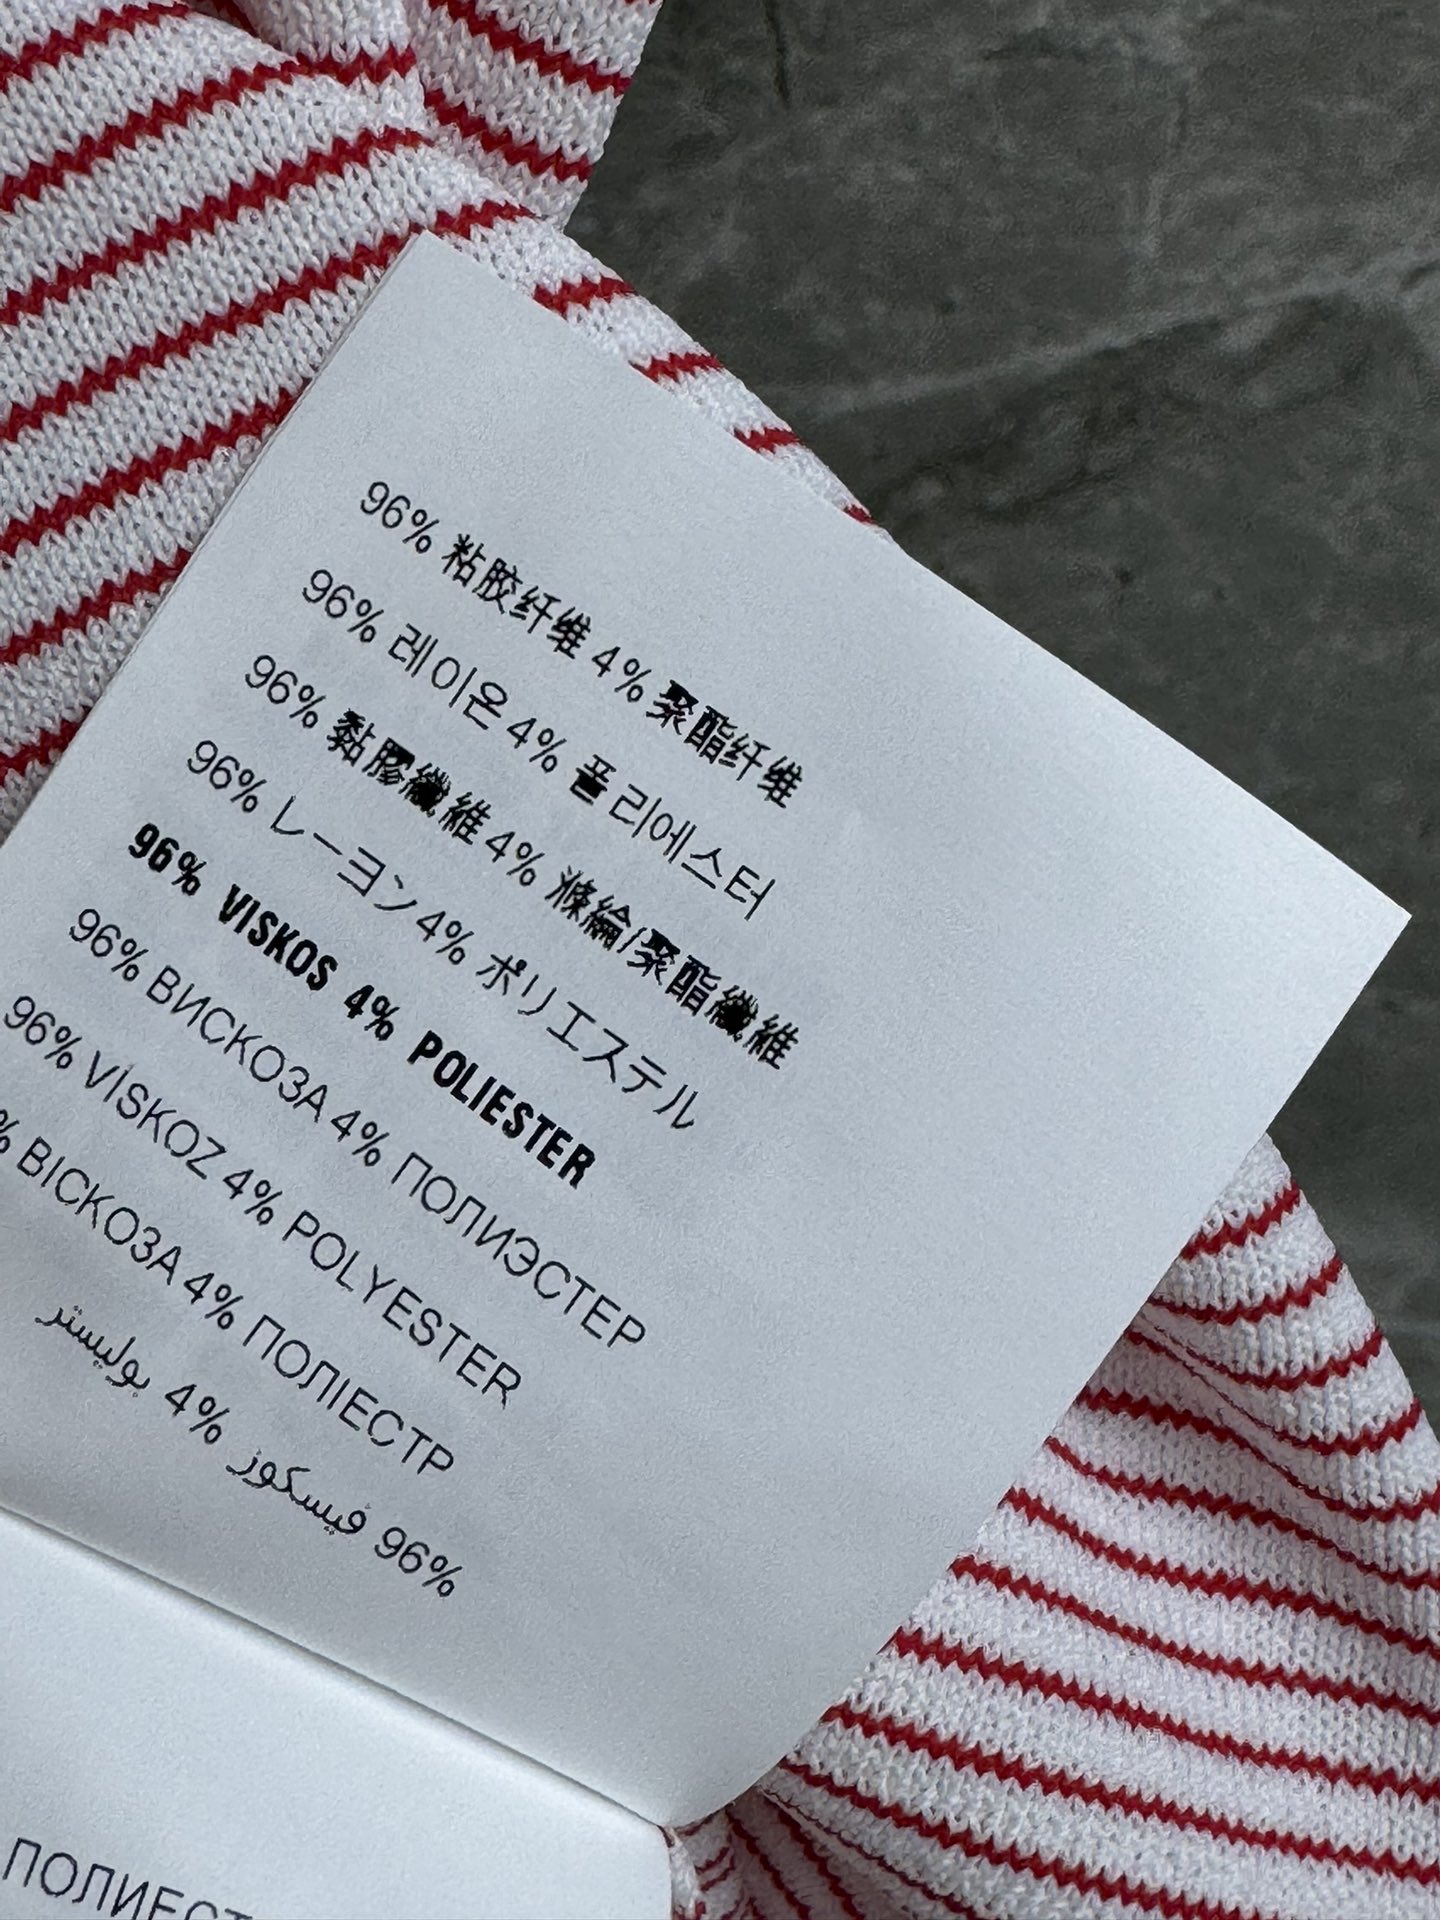 96% 粘胶纤维 4% 聚酯纤维
96% 레이온 4% 폴리에스터
96% 黏膠纖維 4% 滌綸/聚酯纖維
96% レーヨン 4% ポリエステル
96% VISKOS 4% POLIESTER
96% ВИСКОЗА 4% ПОЛИЭСТЕР
96% VİSKOZ 4% POLYESTER
% ВІСКОЗА 4% ПОЛІЕСТР
96% فيسكوز 4% بوليستر